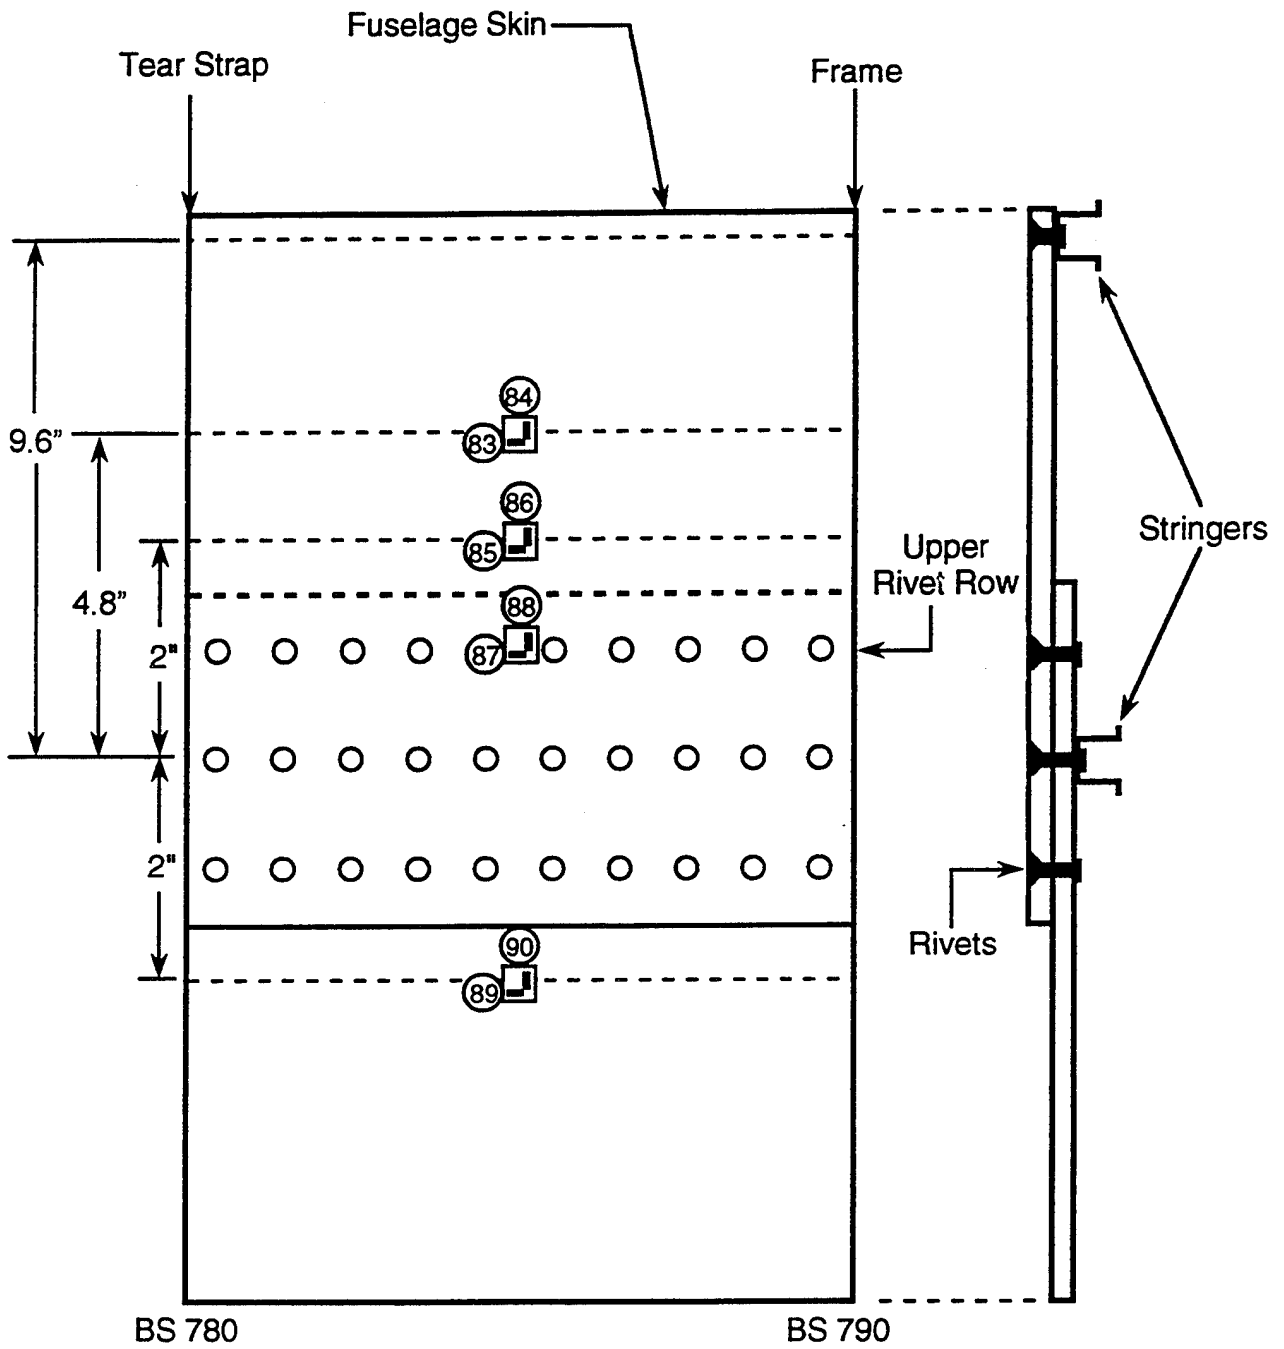 Fuselage Skin
Tear Strap
Frame
84
9.6"
83
86
Stringers
85
Upper
Rivet Row
4.8"
88
2"
87
2"
Rivets
90
89
BS 780
BS 790